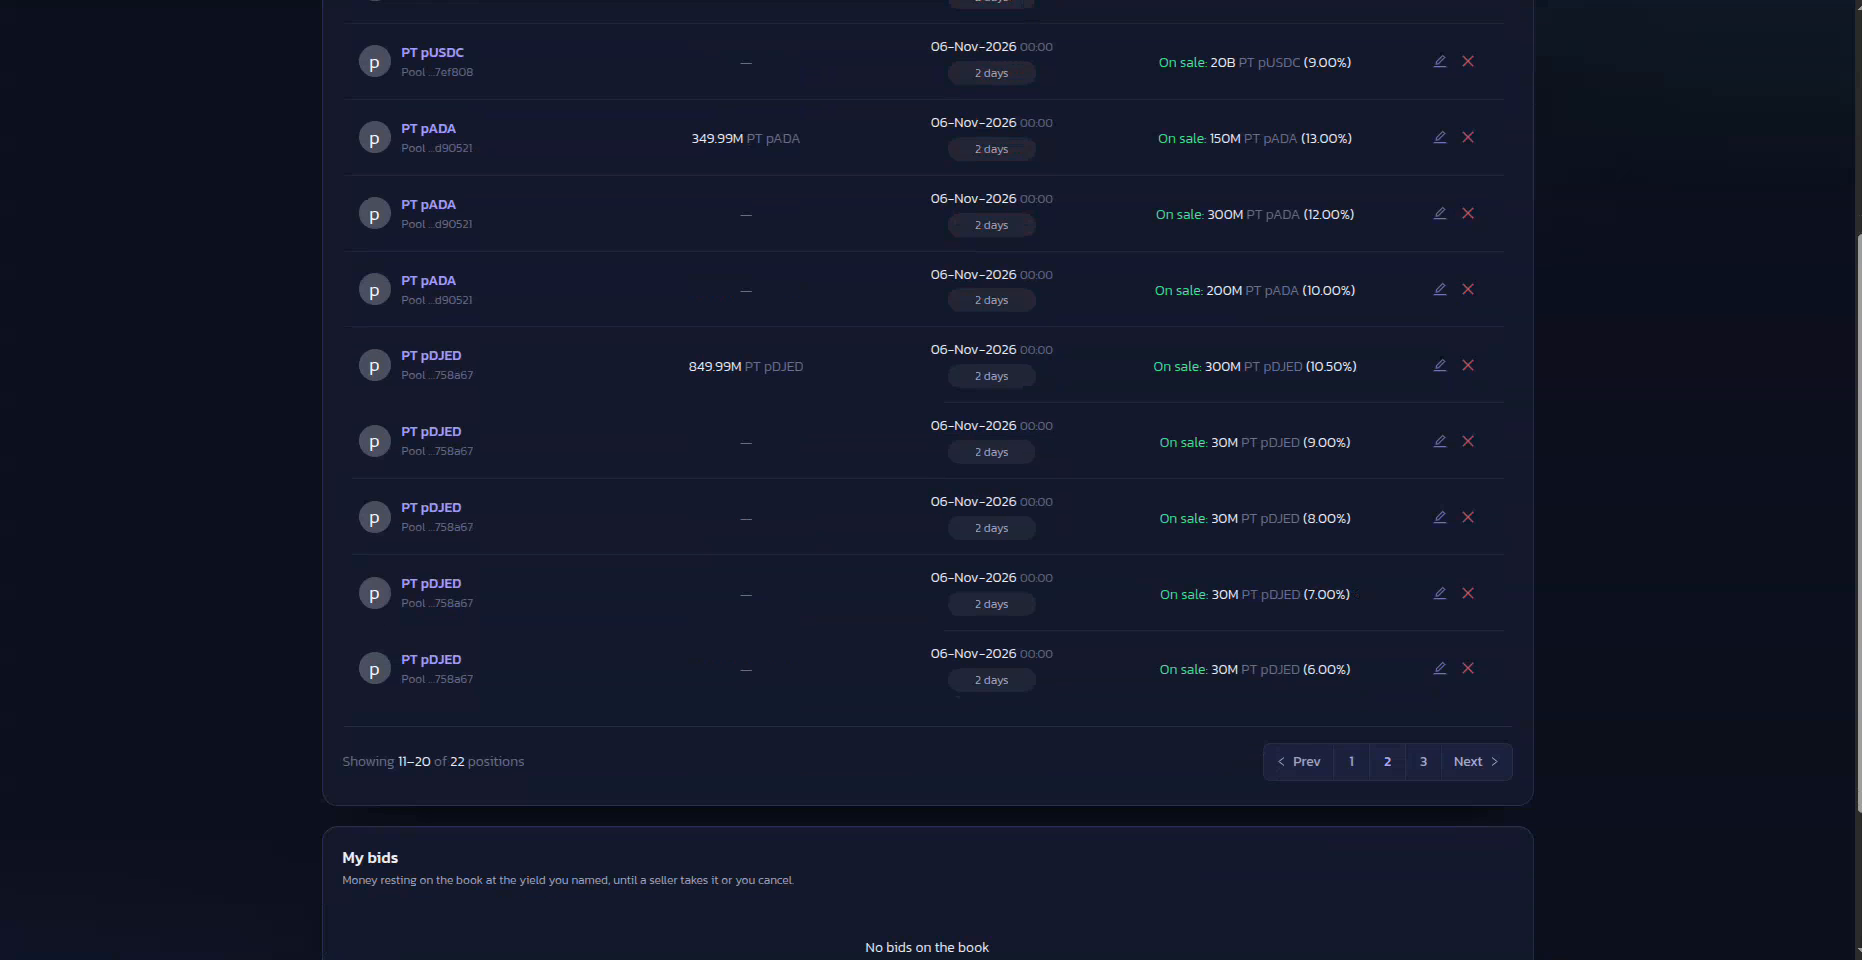 PT pUSDC
Pool ...7ef808
—
06-Nov-2026 00:00
2 days
On sale: 20B PT pUSDC (9.00%)
PT pADA
Pool ...d90521
349.99M PT pADA
06-Nov-2026 00:00
2 days
On sale: 150M PT pADA (13.00%)
PT pADA
Pool ...d90521
—
06-Nov-2026 00:00
2 days
On sale: 300M PT pADA (12.00%)
PT pADA
Pool ...d90521
—
06-Nov-2026 00:00
2 days
On sale: 200M PT pADA (10.00%)
PT pDJED
Pool ...758a67
849.99M PT pDJED
06-Nov-2026 00:00
2 days
On sale: 300M PT pDJED (10.50%)
PT pDJED
Pool ...758a67
—
06-Nov-2026 00:00
2 days
On sale: 30M PT pDJED (9.00%)
PT pDJED
Pool ...758a67
—
06-Nov-2026 00:00
2 days
On sale: 30M PT pDJED (8.00%)
PT pDJED
Pool ...758a67
—
06-Nov-2026 00:00
2 days
On sale: 30M PT pDJED (7.00%)
PT pDJED
Pool ...758a67
—
06-Nov-2026 00:00
2 days
On sale: 30M PT pDJED (6.00%)
Showing 11–20 of 22 positions
< Prev 1 2 3 Next >
My bids
Money resting on the book at the yield you named, until a seller takes it or you cancel.
No bids on the book